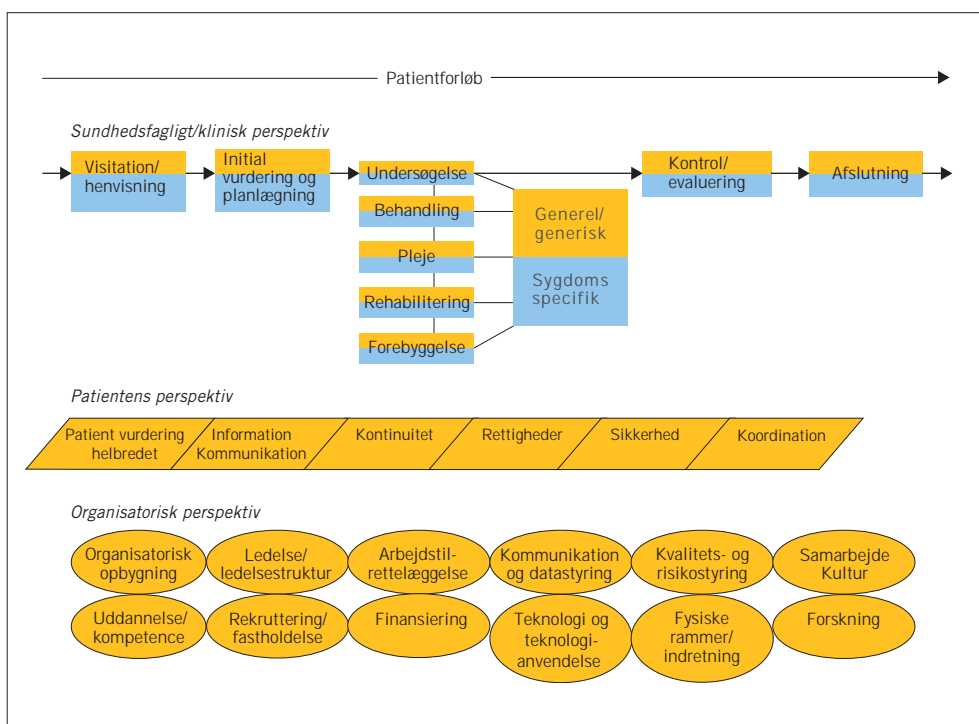 Patientforløb
Sundhedsfagligt/klinisk perspektiv
Visitation/
henvisning
Initial
vurdering og
planlægning
Undersøgelse
Behandling
Pleje
Rehabilitering
Forebyggelse
Generel/
generisk
Sygdoms
specifik
Kontrol/
evaluering
Afslutning
Patientens perspektiv
Patient vurdering
helbredet
Information
Kommunikation
Kontinuitet
Rettigheder
Sikkerhed
Koordination
Organisatorisk perspektiv
Organisatorisk
opbygning
Ledelse/
ledelsestruktur
Arbejdstil-
rettelæggelse
Kommunikation
og datastyring
Kvalitets- og
risikostyring
Samarbejde
Kultur
Uddannelse/
kompetence
Rekruttering/
fastholdelse
Finansiering
Teknologi og
teknologi-
anvendelse
Fysiske
rammer/
indretning
Forskning